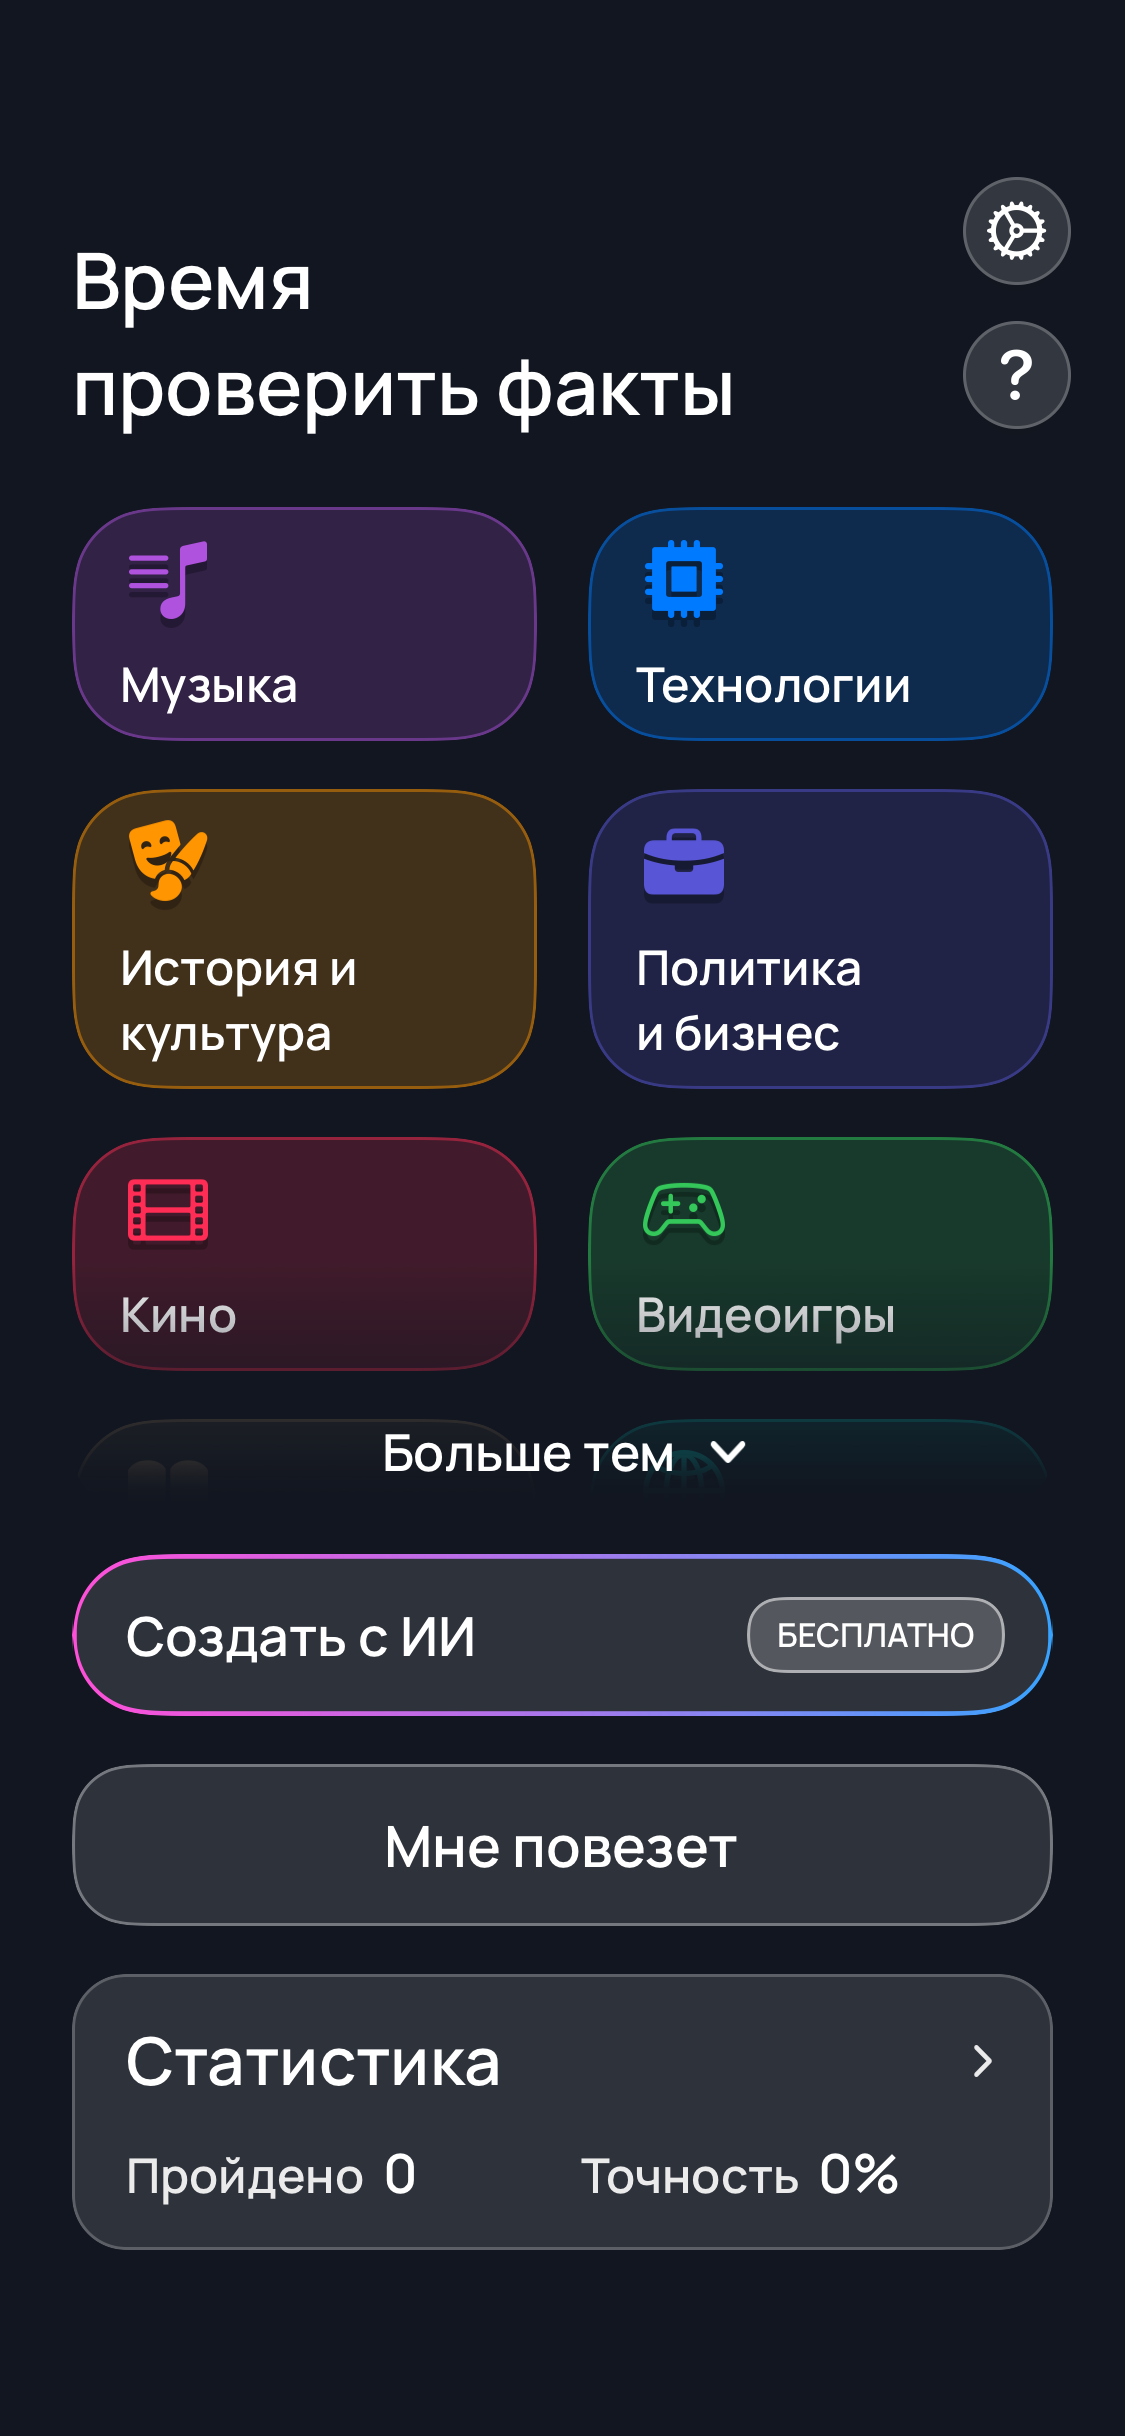 Время
проверить факты
?
Музыка
Технологии
История и
культура
Политика
и бизнес
Кино
Видеоигры
Больше тем
Создать с ИИ
БЕСПЛАТНО
Мне повезет
Статистика
Пройдено 0
Точность 0%